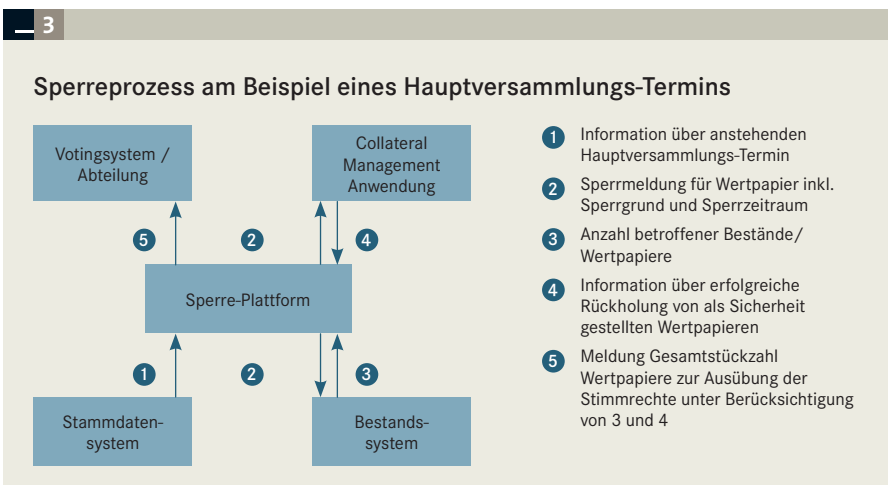 3
Sperreprozess am Beispiel eines Hauptversammlungs-Termins
Votingsystem /
Abteilung
Collateral
Management
Anwendung
5
2
4
Sperre-Plattform
1
2
3
Stammdaten-
system
Bestands-
system
1 Information über anstehenden
Hauptversammlungs-Termin
2 Sperrmeldung für Wertpapier inkl.
Sperrgrund und Sperrzeitraum
3 Anzahl betroffener Bestände/
Wertpapiere
4 Information über erfolgreiche
Rückholung von als Sicherheit
gestellten Wertpapieren
5 Meldung Gesamtstückzahl
Wertpapiere zur Ausübung der
Stimmrechte unter Berücksichtigung
von 3 und 4